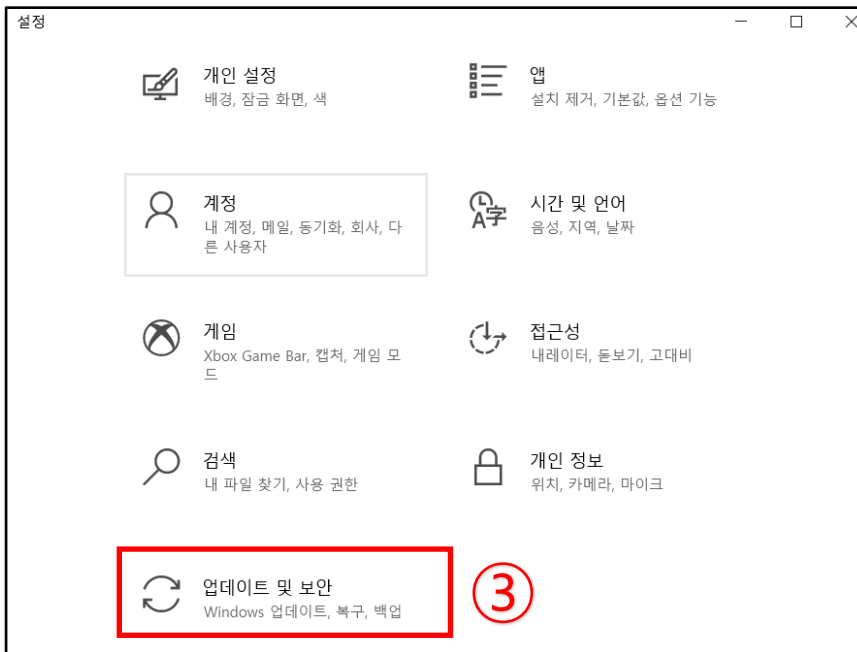 설정
개인 설정
배경, 잠금 화면, 색
앱
설치 제거, 기본값, 옵션 기능
계정
내 계정, 메일, 동기화, 회사, 다
른 사용자
시간 및 언어
음성, 지역, 날짜
게임
Xbox Game Bar, 캡처, 게임 모
드
접근성
내레이터, 돋보기, 고대비
검색
내 파일 찾기, 사용 권한
개인 정보
위치, 카메라, 마이크
업데이트 및 보안
Windows 업데이트, 복구, 백업
③